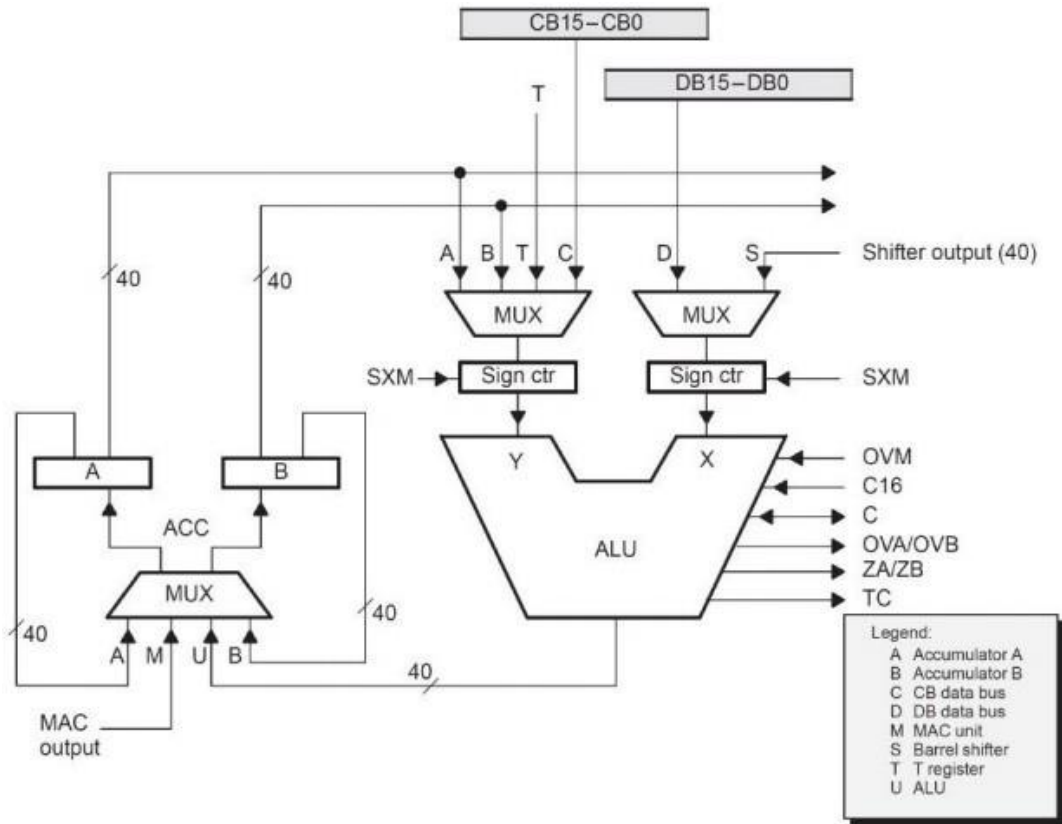 CB15–CB0
DB15–DB0
T
A
B
T
C
D
S
Shifter output (40)
40
40
MUX
MUX
SXM
Sign ctr
Sign ctr
SXM
Y
X
OVM
A
B
C16
C
ACC
ALU
OVA/OVB
MUX
ZA/ZB
TC
40
40
A
M
U
B
40
MAC
output
Legend:
A Accumulator A
B Accumulator B
C CB data bus
D DB data bus
M MAC unit
S Barrel shifter
T T register
U ALU